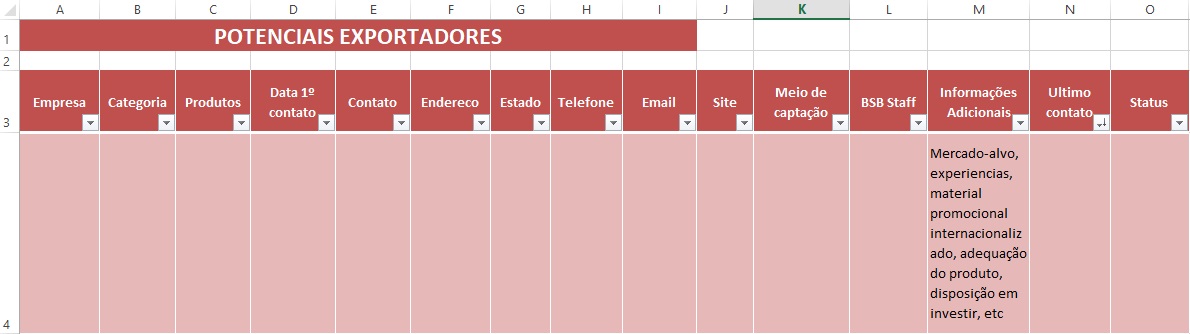 A B C D E F G H I J K L M N O
1 POTENCIAIS EXPORTADORES
2
Empresa Categoria Produtos Data 1º contato Contato Endereco Estado Telefone Email Site Meio de captação BSB Staff Informações Adicionais Ultimo contato Status
3
Mercado-alvo,
experiencias,
material
promocional
internacionaliz
ado, adequação
do produto,
disposição em
investir, etc
4